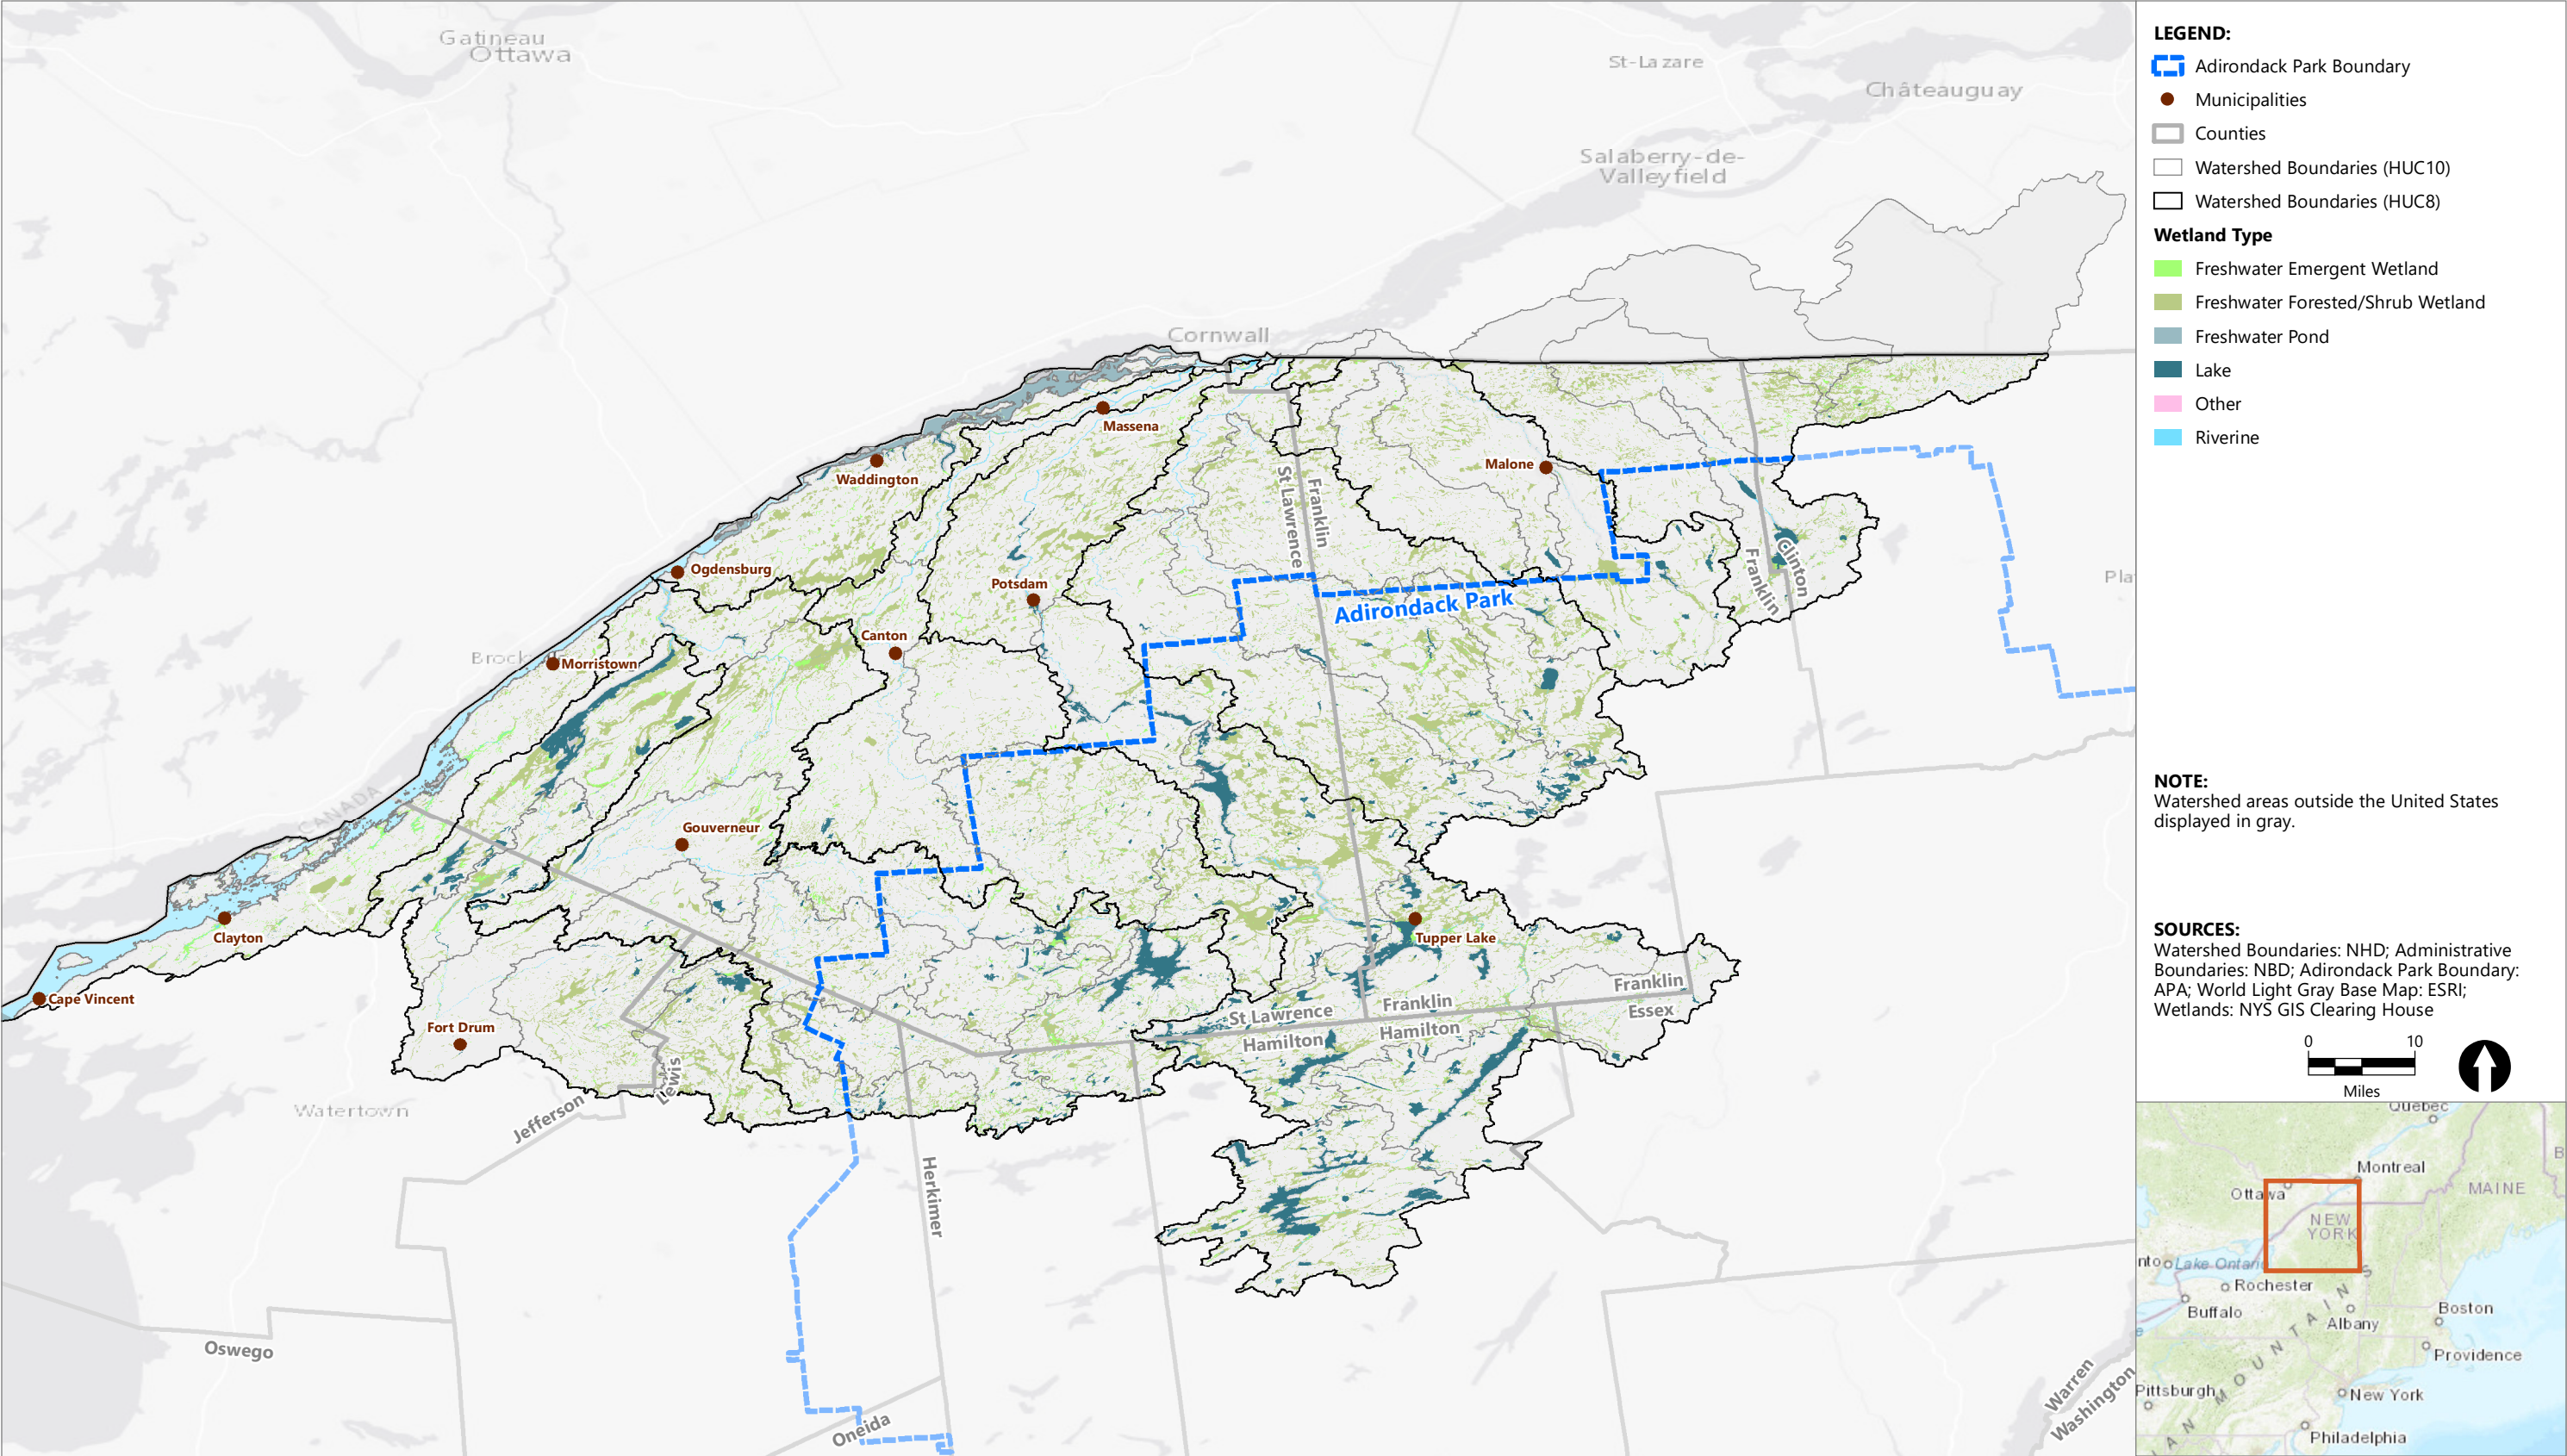 Gatineau
Ottawa
St-Lazare
Châteauguay
Salaberry-de-
Valleyfield
Cornwall
Massena
Waddington
Malone
St Lawrence
Franklin
Ogdensburg
Potsdam
Clinton
Franklin
Adirondack Park
Canton
Morristown
CANADA
Gouverneur
Clayton
Tupper Lake
Cape Vincent
Fort Drum
Franklin
Essex
St Lawrence
Franklin
Hamilton
Hamilton
Lewis
Jefferson
Watertown
Herkimer
Oswego
Oneida
Warren
Washington
LEGEND:
Adirondack Park Boundary
Municipalities
Counties
Watershed Boundaries (HUC10)
Watershed Boundaries (HUC8)
Wetland Type
Freshwater Emergent Wetland
Freshwater Forested/Shrub Wetland
Freshwater Pond
Lake
Other
Riverine
NOTE:
Watershed areas outside the United States
displayed in gray.
SOURCES:
Watershed Boundaries: NHD; Administrative
Boundaries: NBD; Adirondack Park Boundary:
APA; World Light Gray Base Map: ESRI;
Wetlands: NYS GIS Clearing House
0 10
Miles
Quebec
Montreal
Ottawa
MAINE
NEW
YORK
Lake Ontari
Rochester
Buffalo
Albany
Boston
Providence
Pittsburgh
New York
Philadelphia
AN MOUNTAINS